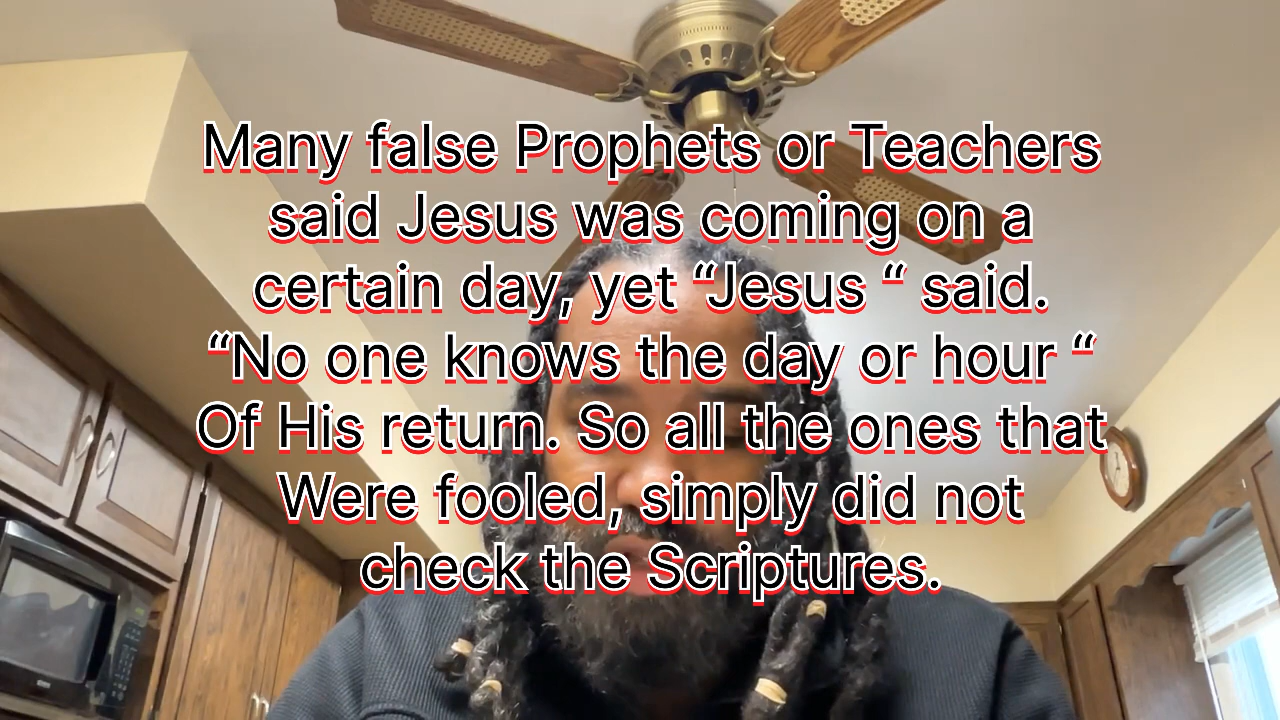 Many false Prophets or Teachers
said Jesus was coming on a
certain day, yet “Jesus “ said.
“No one knows the day or hour “
Of His return. So all the ones that
Were fooled, simply did not
check the Scriptures.